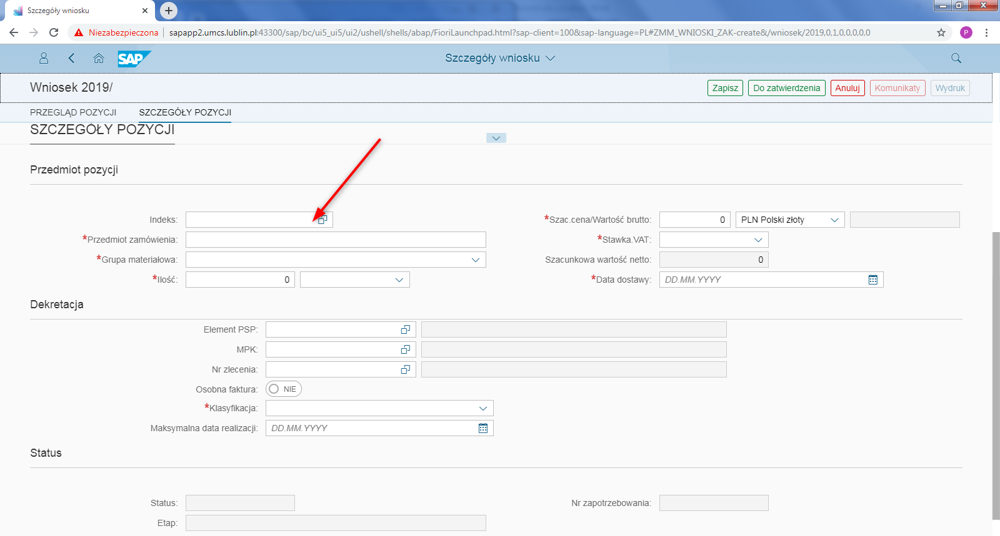 Szczegóły wniosku
Niezabezpieczona sapapp2.umcs.lublin.pl:43300/sap/bc/ui5_ui5/ui2/ushell/shells/abap/FioriLaunchpad.html?sap-client=100&sap-language=PL#ZMM_WNIOSKI_ZAK-create&/wniosek/2019,0,1,0,0,0,0,0 P
SAP Szczegóły wniosku
Wniosek 2019/ Zapisz Do zatwierdzenia Anuluj Komunikaty Wydruk
PRZEGLĄD POZYCJI SZCZEGÓŁY POZYCJI
SZCZEGÓŁY POZYCJI
Przedmiot pozycji
Indeks: *Szac.cena/Wartość brutto: 0 PLN Polski złoty
*Przedmiot zamówienia: *Stawka.VAT:
*Grupa materiałowa: Szacunkowa wartość netto: 0
*Ilość: 0 *Data dostawy: DD.MM.YYYY
Dekretacja
Element PSP:
MPK:
Nr zlecenia:
Osobna faktura: NIE
*Klasyfikacja:
Maksymalna data realizacji: DD.MM.YYYY
Status
Status: Nr zapotrzebowania:
Etap: